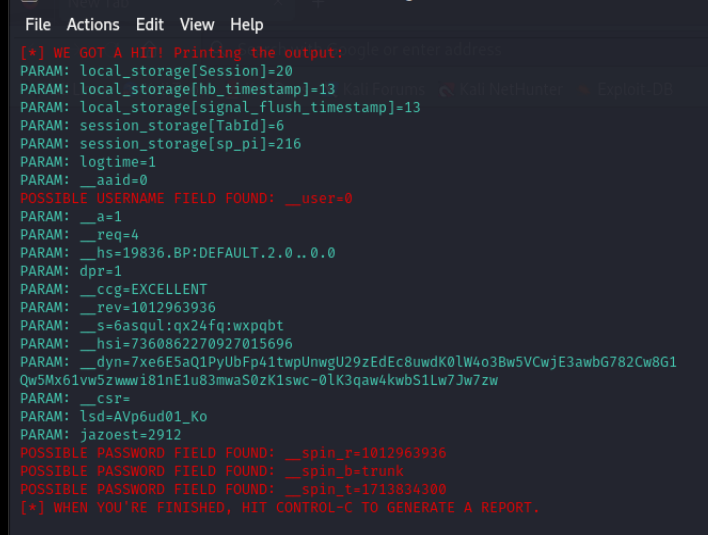 File Actions Edit View Help
[*] WE GOT A HIT! Printing the output:
PARAM: local_storage[Session]=20
PARAM: local_storage[hb_timestamp]=13
PARAM: local_storage[signal_flush_timestamp]=13
PARAM: session_storage[TabId]=6
PARAM: session_storage[sp_pi]=216
PARAM: logtime=1
PARAM: __aaid=0
POSSIBLE USERNAME FIELD FOUND: __user=0
PARAM: __a=1
PARAM: __req=4
PARAM: __hs=19836.BP:DEFAULT.2.0..0.0
PARAM: dpr=1
PARAM: __ccg=EXCELLENT
PARAM: __rev=1012963936
PARAM: __s=6asqul:qx24fq:wxpqbt
PARAM: __hsi=7360862270927015696
PARAM: __dyn=7xe6E5aQ1PyUbFp41twpUnwgU29zEdEc8uwdK0lW4o3Bw5VCwjE3awbG782Cw8G1
Qw5Mx61vw5zwwwi81nE1u83mwaS0zK1swc-0lK3qaw4kwbS1Lw7Jw7zw
PARAM: __csr=
PARAM: lsd=AVp6ud01_Ko
PARAM: jazoest=2912
POSSIBLE PASSWORD FIELD FOUND: __spin_r=1012963936
POSSIBLE PASSWORD FIELD FOUND: __spin_b=trunk
POSSIBLE PASSWORD FIELD FOUND: __spin_t=1713834300
[*] WHEN YOU'RE FINISHED, HIT CONTROL-C TO GENERATE A REPORT.